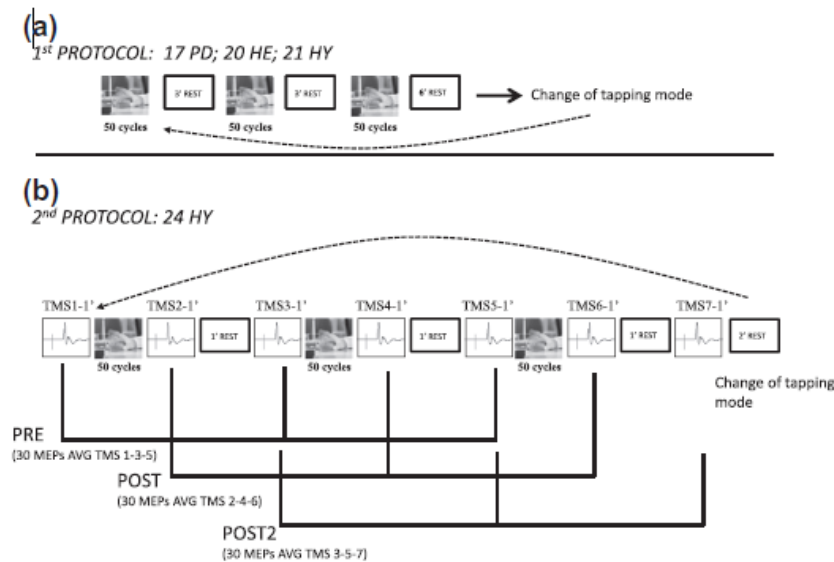 (a)
1st PROTOCOL: 17 PD; 20 HE; 21 HY
3' REST 3' REST 6' REST
Change of tapping mode
50 cycles 50 cycles 50 cycles
(b)
2nd PROTOCOL: 24 HY
TMS1-1' TMS2-1' TMS3-1' TMS4-1' TMS5-1' TMS6-1' TMS7-1'
1' REST 1' REST 1' REST 2' REST
50 cycles 50 cycles 50 cycles
Change of tapping
mode
PRE
(30 MEPs AVG TMS 1-3-5)
POST
(30 MEPs AVG TMS 2-4-6)
POST2
(30 MEPs AVG TMS 3-5-7)